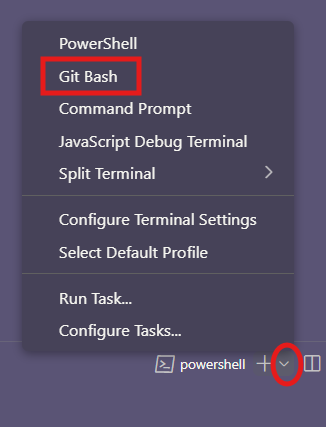 PowerShell
Git Bash
Command Prompt
JavaScript Debug Terminal
Split Terminal
Configure Terminal Settings
Select Default Profile
Run Task...
Configure Tasks...
powershell